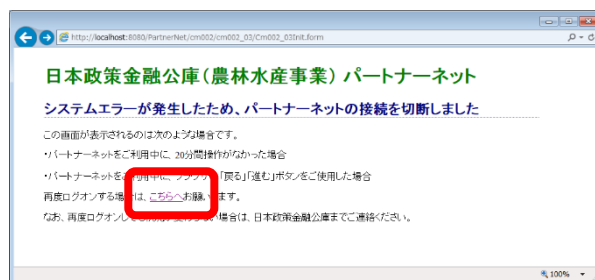 http://localhost:8080/PartnerNet/cm002/cm002_03/Cm002_03Init.form
日本政策金融公庫(農林水産事業) パートナーネット
システムエラーが発生したため、パートナーネットの接続を切断しました
この画面が表示されるのは次のような場合です。
・パートナーネットをご利用中に、20分間操作がなかった場合
・パートナーネットをご利用中に、ブラウザの「戻る」「進む」ボタンをご使用した場合
再度ログオンする場合は、こちらへお願います。
なお、再度ログオンして 場合は、日本政策金融公庫までご連絡ください。
100%